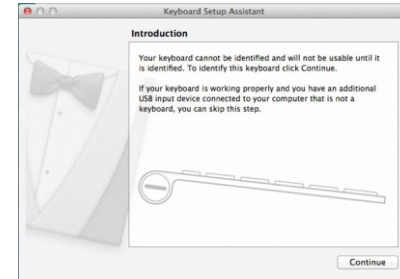 Keyboard Setup Assistant
Introduction
Your keyboard cannot be identified and will not be usable until it
is identified. To identify this keyboard click Continue.
If your keyboard is working properly and you have an additional
USB input device connected to your computer that is not a
keyboard, you can skip this step.
Continue